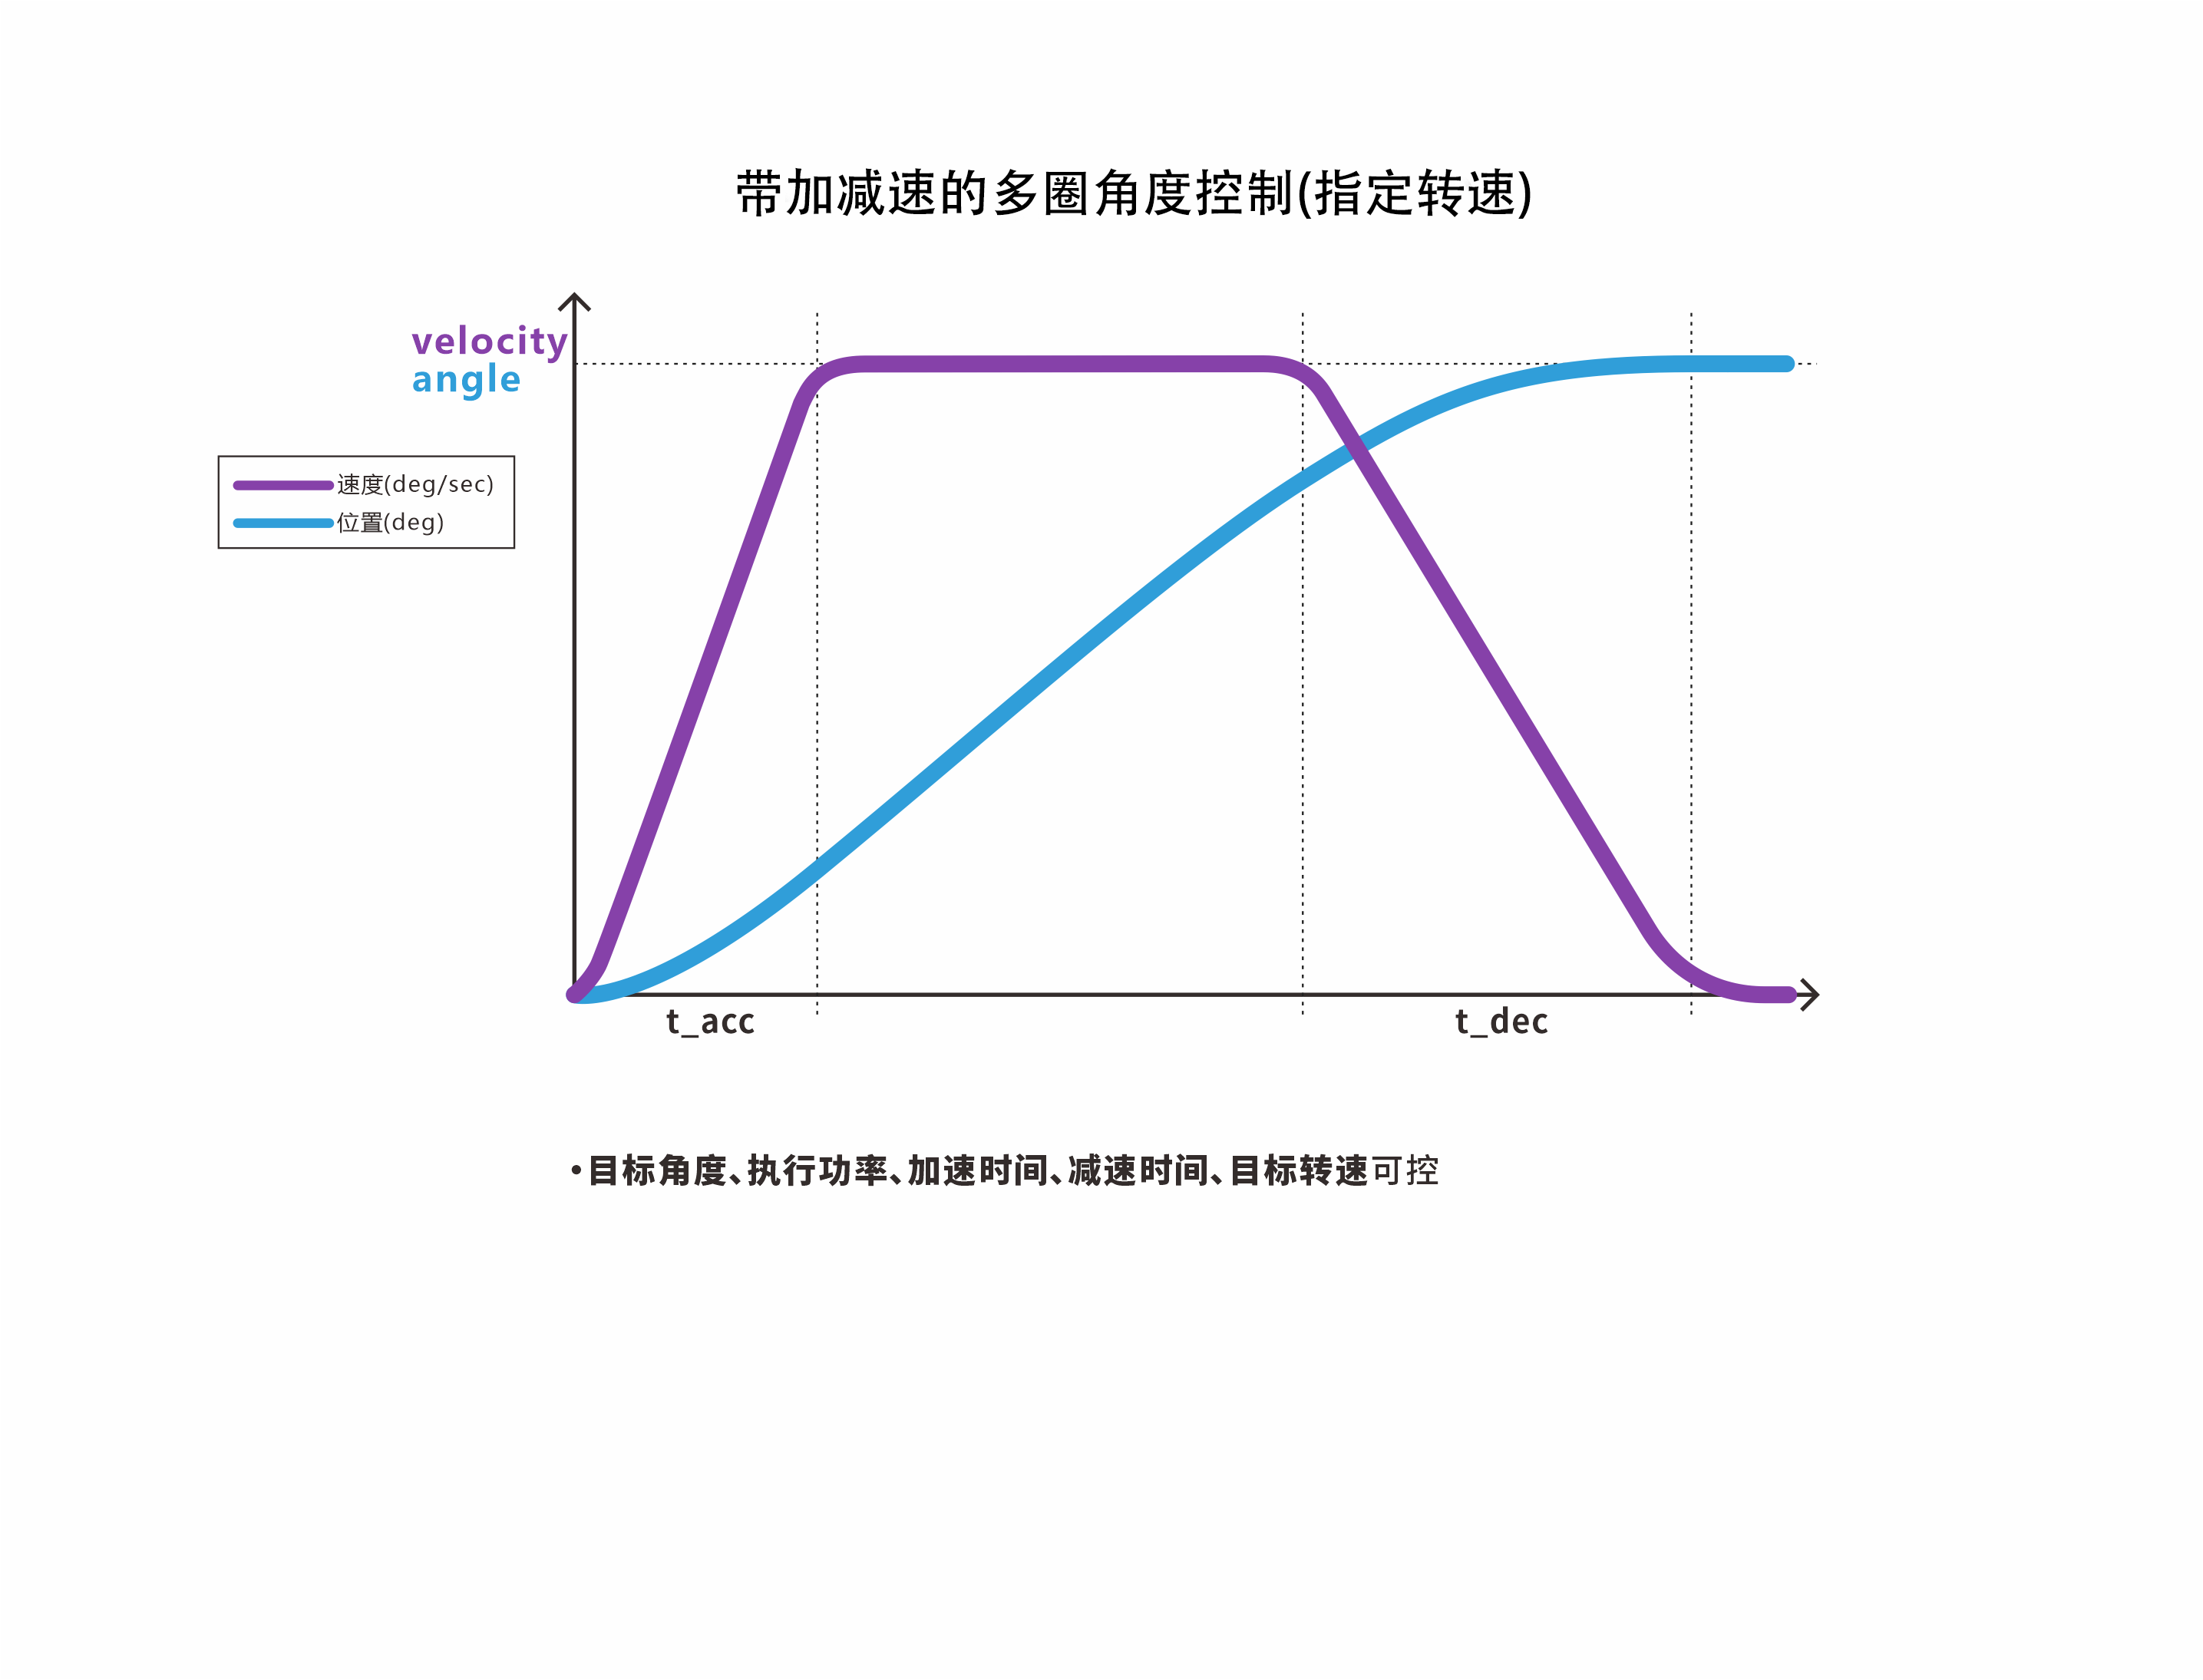 带加减速的多圈角度控制(指定转速)
velocity
angle
速度(deg/sec)
位置(deg)
t_acc
t_dec
•目标角度、执行功率、加速时间、减速时间、目标转速可控